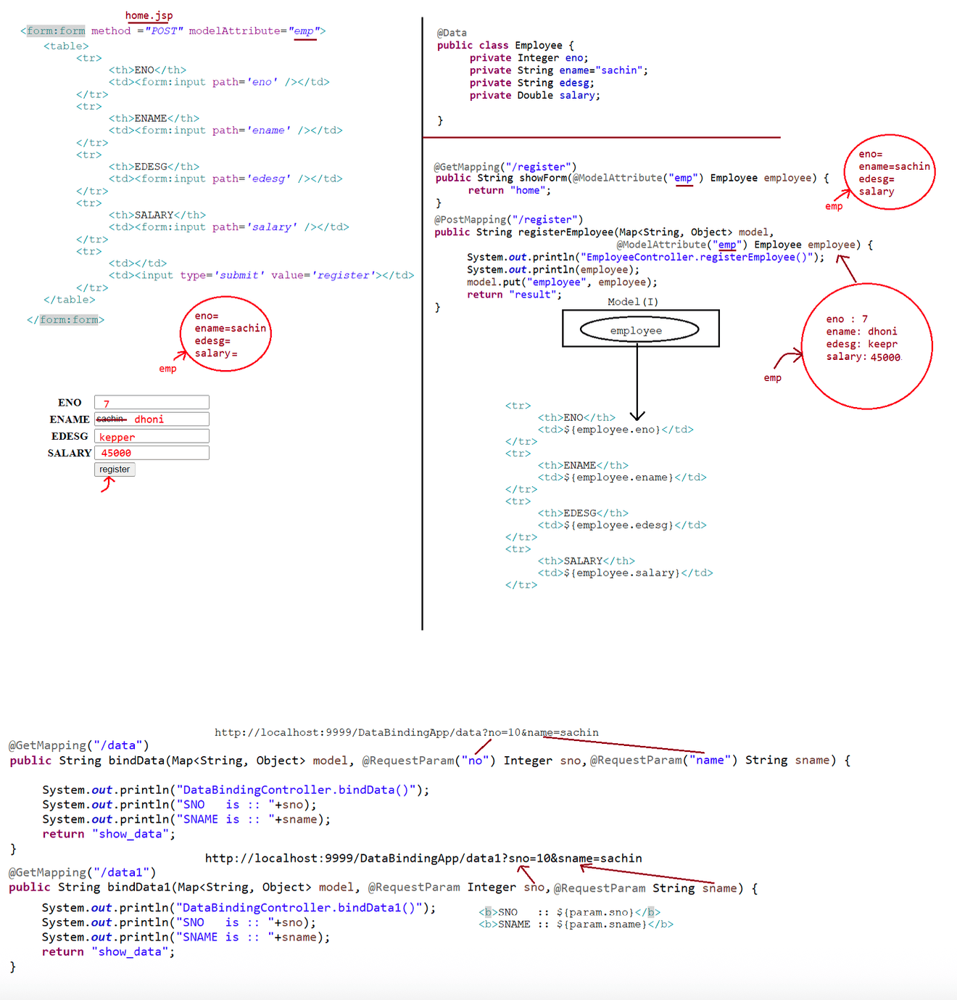 home.jsp
<form:form method ="POST" modelAttribute="emp">
<table>
<tr>
<th>ENO</th>
<td><form:input path='eno' /></td>
</tr>
<tr>
<th>ENAME</th>
<td><form:input path='ename' /></td>
</tr>
<tr>
<th>EDESG</th>
<td><form:input path='edesg' /></td>
</tr>
<tr>
<th>SALARY</th>
<td><form:input path='salary' /></td>
</tr>
<tr>
<td></td>
<td><input type='submit' value='register'></td>
</tr>
</table>
</form:form>
eno=
ename=sachin
edesg=
salary=
emp
ENO 7
ENAME sachin dhoni
EDESG kepper
SALARY 45000
register
@Data
public class Employee {
private Integer eno;
private String ename="sachin";
private String edesg;
private Double salary;
}
@GetMapping("/register")
public String showForm(@ModelAttribute("emp") Employee employee) {
return "home";
}
eno=
ename=sachin
edesg=
salary
emp
@PostMapping("/register")
public String registerEmployee(Map<String, Object> model,
@ModelAttribute("emp") Employee employee) {
System.out.println("EmployeeController.registerEmployee()");
System.out.println(employee);
model.put("employee", employee);
return "result";
}
Model(I)
employee
eno : 7
ename: dhoni
edesg: keepr
salary: 45000
emp
<tr>
<th>ENO</th>
<td>${employee.eno}</td>
</tr>
<tr>
<th>ENAME</th>
<td>${employee.ename}</td>
</tr>
<tr>
<th>EDESG</th>
<td>${employee.edesg}</td>
</tr>
<tr>
<th>SALARY</th>
<td>${employee.salary}</td>
</tr>
http://localhost:9999/DataBindingApp/data?no=10&name=sachin
@GetMapping("/data")
public String bindData(Map<String, Object> model, @RequestParam("no") Integer sno,@RequestParam("name") String sname) {
System.out.println("DataBindingController.bindData()");
System.out.println("SNO   is :: "+sno);
System.out.println("SNAME is :: "+sname);
return "show_data";
}
http://localhost:9999/DataBindingApp/data1?sno=10&sname=sachin
@GetMapping("/data1")
public String bindData1(Map<String, Object> model, @RequestParam Integer sno,@RequestParam String sname) {
System.out.println("DataBindingController.bindData1()");
System.out.println("SNO   is :: "+sno);
System.out.println("SNAME is :: "+sname);
return "show_data";
}
<b>SNO   :: ${param.sno}</b>
<b>SNAME :: ${param.sname}</b>